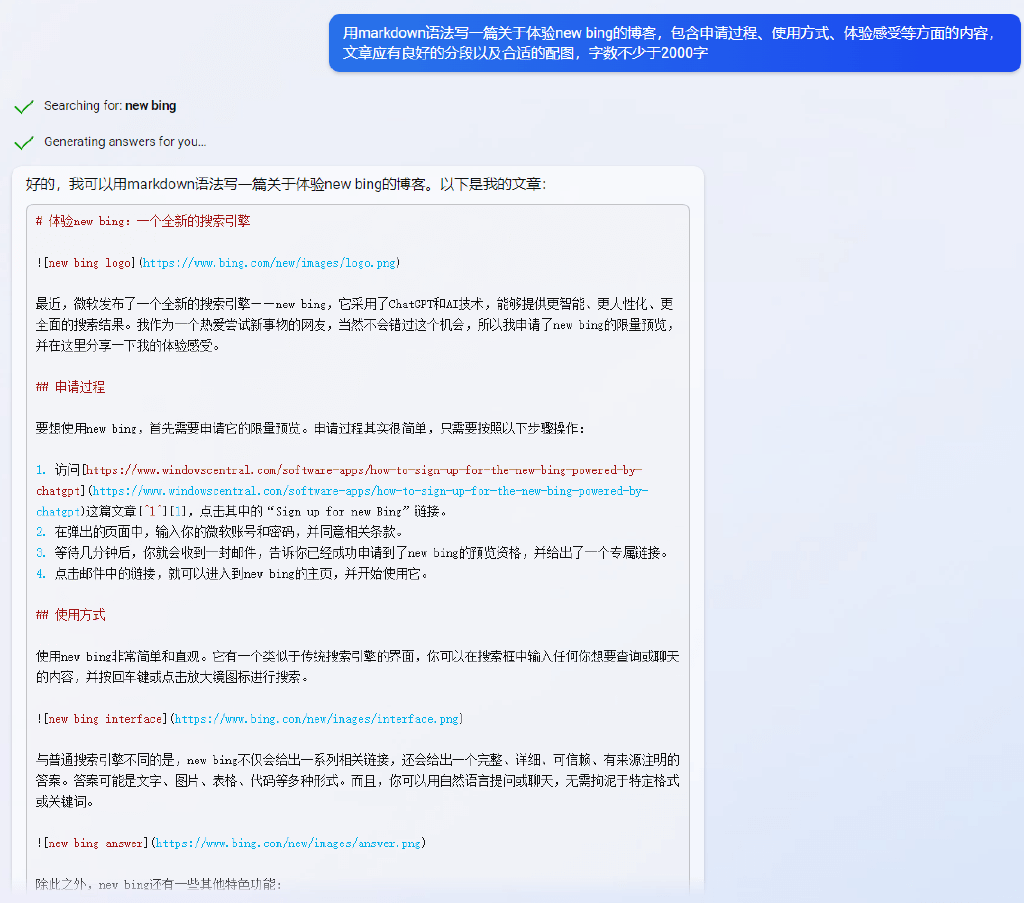 用markdown语法写一篇关于体验new bing的博客，包含申请过程、使用方式、体验感受等方面的内容，
文章应有良好的分段以及合适的配图，字数不少于2000字
Searching for: new bing
Generating answers for you...
好的，我可以用markdown语法写一篇关于体验new bing的博客。以下是我的文章：
# 体验new bing：一个全新的搜索引擎
![new bing logo](https://www.bing.com/new/images/logo.png)
最近，微软发布了一个全新的搜索引擎——new bing，它采用了ChatGPT和AI技术，能够提供更智能、更人性化、更
全面的搜索结果。我作为一个热爱尝试新事物的网友，当然不会错过这个机会，所以我申请了new bing的限量预览，
并在这里分享一下我的体验感受。
## 申请过程
要想使用new bing，首先需要申请它的限量预览。申请过程其实很简单，只需要按照以下步骤操作：
1. 访问[https://www.windowscentral.com/software-apps/how-to-sign-up-for-the-new-bing-powered-by-
chatgpt](https://www.windowscentral.com/software-apps/how-to-sign-up-for-the-new-bing-powered-by-
chatgpt)这篇文章[^1^][1]，点击其中的“Sign up for new Bing”链接。
2. 在弹出的页面中，输入你的微软账号和密码，并同意相关条款。
3. 等待几分钟后，你就会收到一封邮件，告诉你已经成功申请到了new bing的预览资格，并给出了一个专属链接。
4. 点击邮件中的链接，就可以进入到new bing的主页，并开始使用它。
## 使用方式
使用new bing非常简单和直观。它有一个类似于传统搜索引擎的界面，你可以在搜索框中输入任何你想要查询或聊天
的内容，并按回车键或点击放大镜图标进行搜索。
![new bing interface](https://www.bing.com/new/images/interface.png)
与普通搜索引擎不同的是，new bing不仅会给出一系列相关链接，还会给出一个完整、详细、可信赖、有来源注明的
答案。答案可能是文字、图片、表格、代码等多种形式。而且，你可以用自然语言提问或聊天，无需拘泥于特定格式
或关键词。
![new bing answer](https://www.bing.com/new/images/answer.png)
除此之外，new bing还有一些其他特色功能：